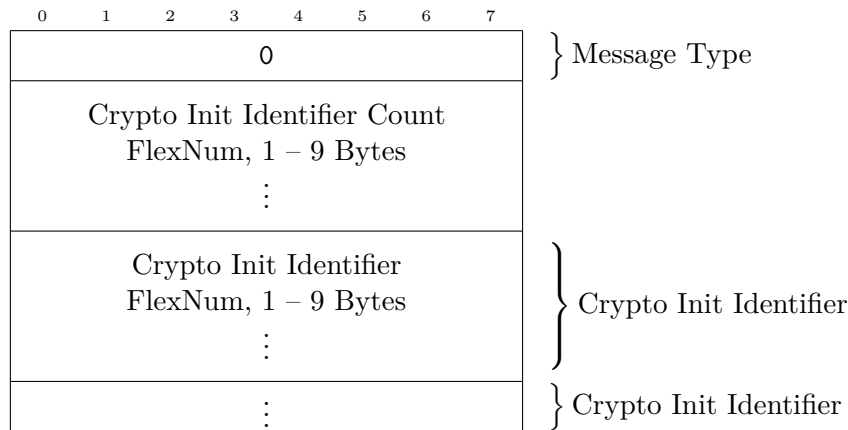 0 1 2 3 4 5 6 7
0
Message Type
Crypto Init Identifier Count
FlexNum, 1 – 9 Bytes
⋮
Crypto Init Identifier
FlexNum, 1 – 9 Bytes
⋮
Crypto Init Identifier
⋮
Crypto Init Identifier